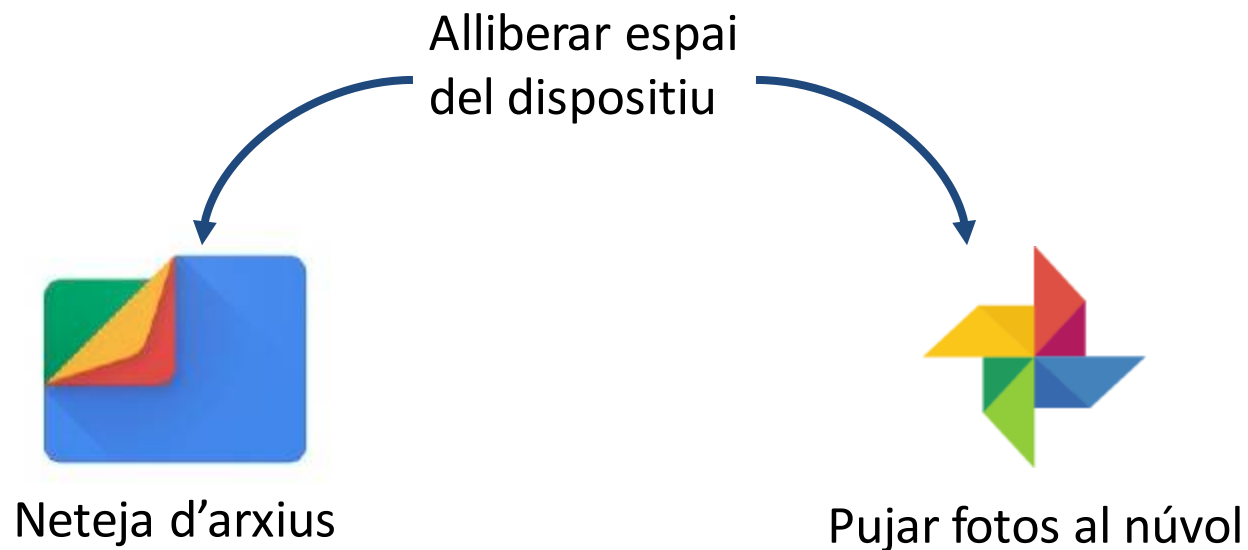 Alliberar espai
del dispositiu
Neteja d’arxius
Pujar fotos al núvol